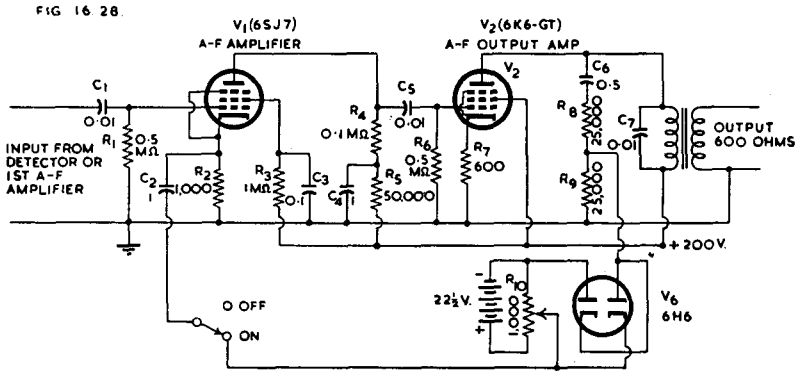 FIG 16.28.
V1(6SJ7)
A-F AMPLIFIER
V2(6K6-GT)
A-F OUTPUT AMP.
V2
C1
0.01
R1
0.5
MΩ
INPUT FROM
DETECTOR OR
1ST A-F
AMPLIFIER
C2
1
R2
1,000
R3
1MΩ
C3
0.1
R4
0.1MΩ
C4
1
R5
50,000
C5
0.01
R6
0.5
MΩ
R7
600
C6
0.5
R8
25,000
R9
25,000
C7
0.01
OUTPUT
600 OHMS
+200V.
OFF
ON
-
22½V.
+
R10
1,000
V6
6H6